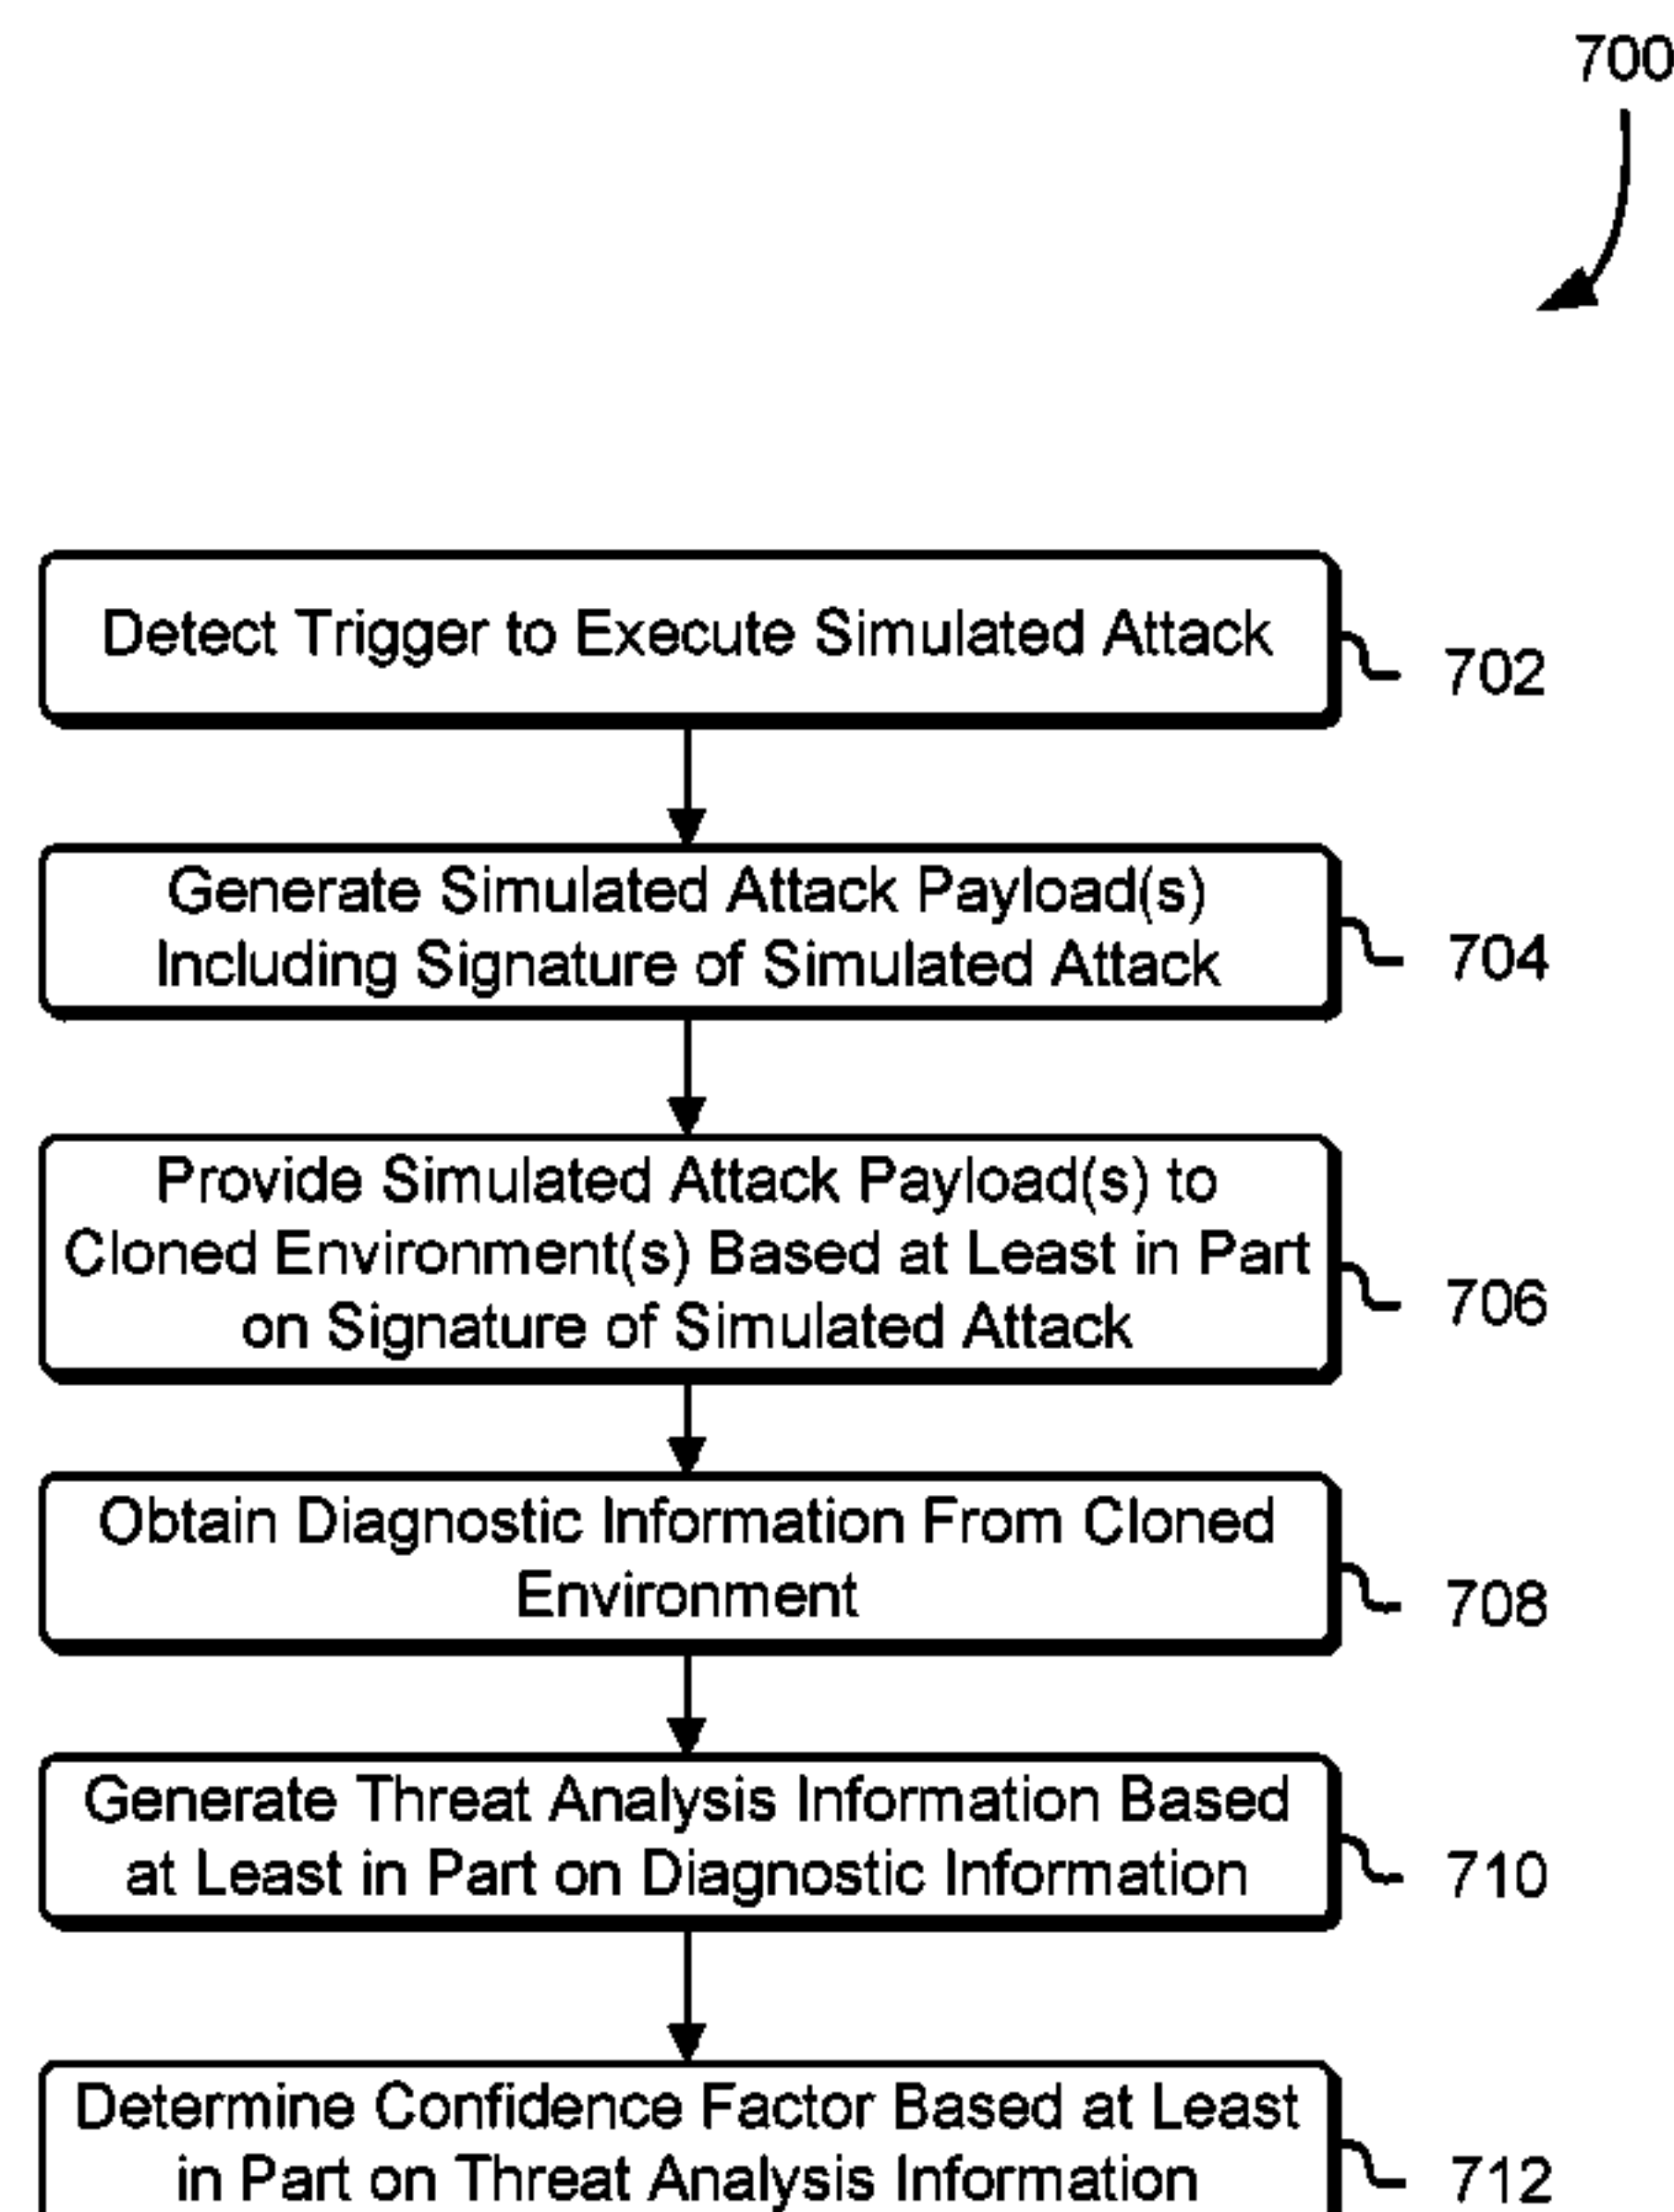 700
Detect Trigger to Execute Simulated Attack
702
Generate Simulated Attack Payload(s)
Including Signature of Simulated Attack
704
Provide Simulated Attack Payload(s) to
Cloned Environment(s) Based at Least in Part
on Signature of Simulated Attack
706
Obtain Diagnostic Information From Cloned
Environment
708
Generate Threat Analysis Information Based
at Least in Part on Diagnostic Information
710
Determine Confidence Factor Based at Least
in Part on Threat Analysis Information
712